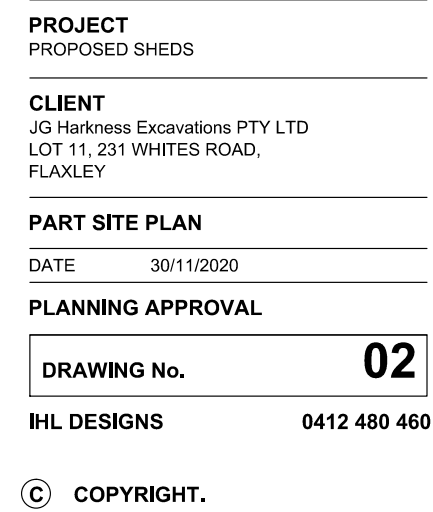 PROJECT
PROPOSED SHEDS
CLIENT
JG Harkness Excavations PTY LTD
LOT 11, 231 WHITES ROAD,
FLAXLEY
PART SITE PLAN
DATE 30/11/2020
PLANNING APPROVAL
DRAWING No. 02
IHL DESIGNS 0412 480 460
© COPYRIGHT.